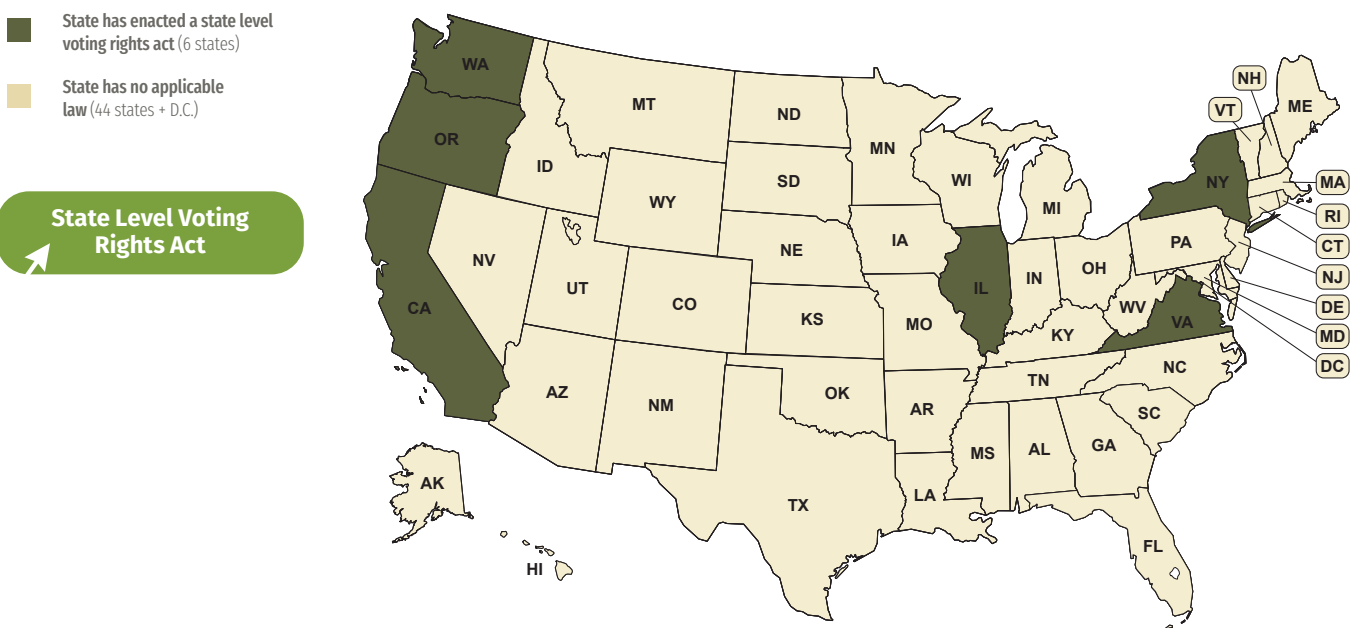 State has enacted a state level
voting rights act (6 states)
State has no applicable
law (44 states + D.C.)
State Level Voting
Rights Act
WA
OR
CA
ID
NV
MT
WY
UT
AZ
CO
NM
ND
SD
NE
KS
OK
TX
MN
IA
MO
AR
LA
WI
IL
MI
IN
OH
KY
TN
MS
AL
GA
FL
SC
NC
VA
WV
PA
NY
VT
NH
ME
MA
RI
CT
NJ
DE
MD
DC
AK
HI